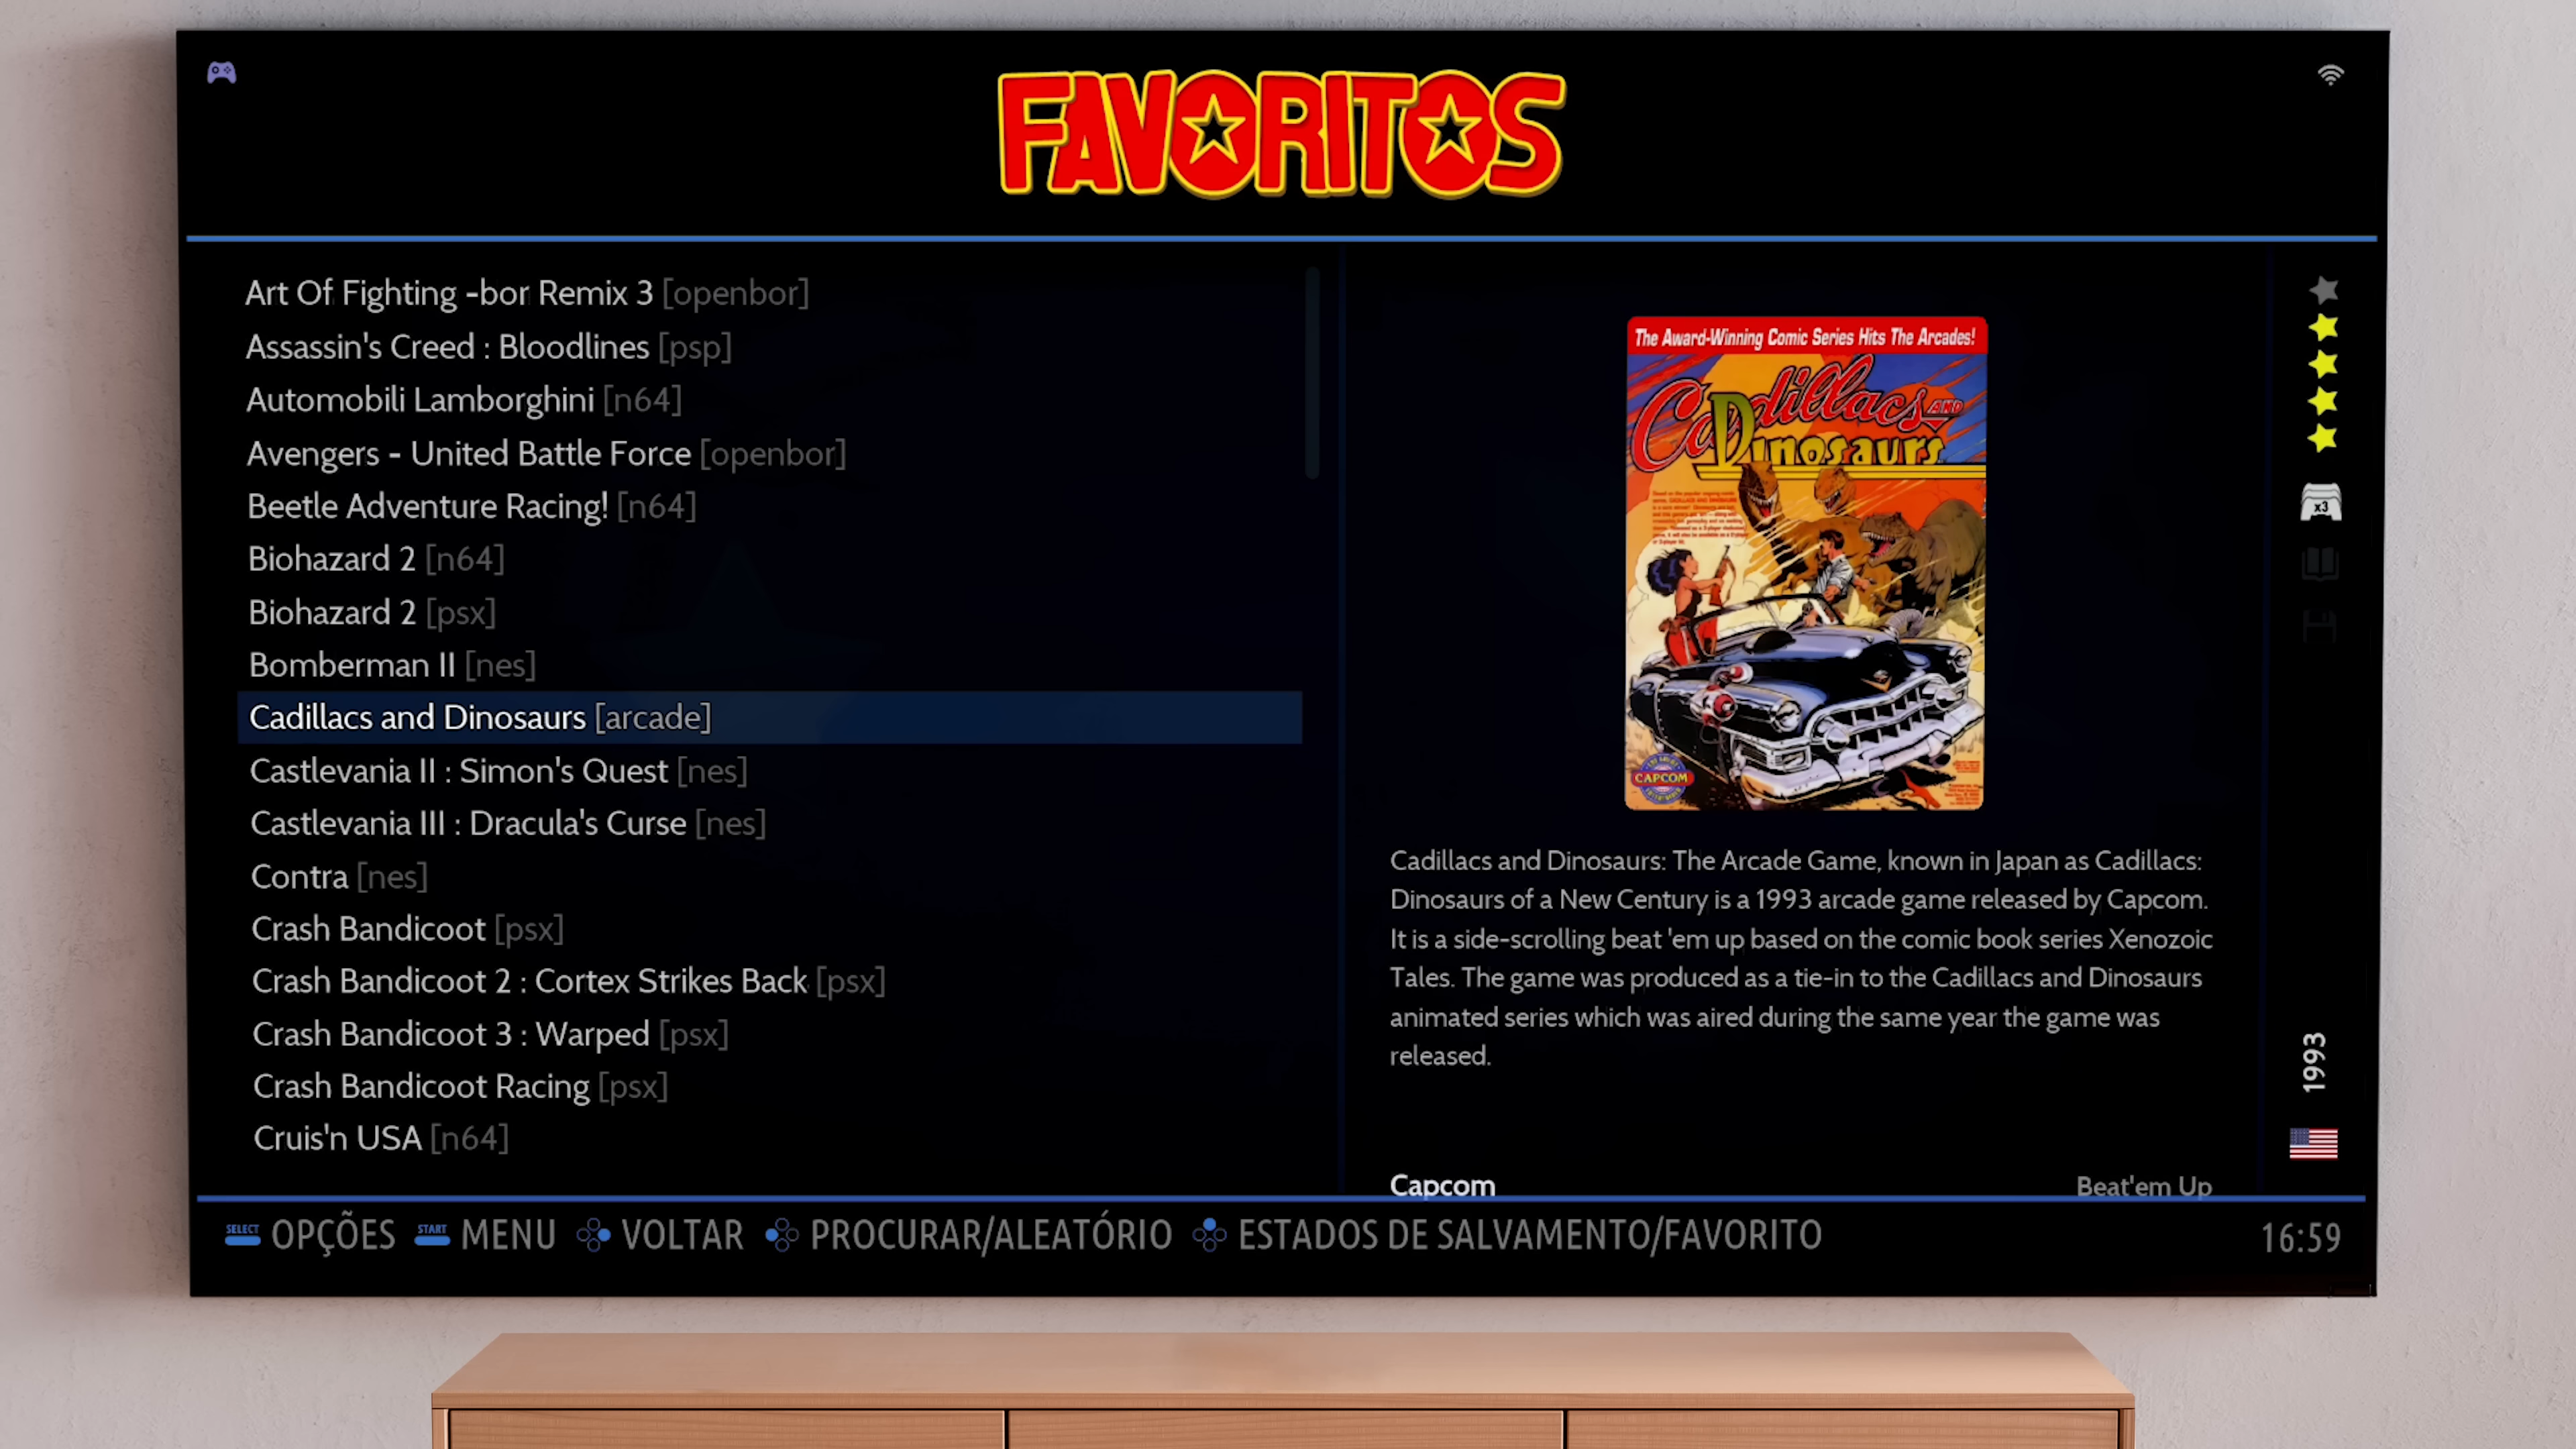 FAVORITOS
Art Of Fighting -bor Remix 3 [openbor]
Assassin's Creed : Bloodlines [psp]
Automobili Lamborghini [n64]
Avengers - United Battle Force [openbor]
Beetle Adventure Racing! [n64]
Biohazard 2 [n64]
Biohazard 2 [psx]
Bomberman II [nes]
Cadillacs and Dinosaurs [arcade]
Castlevania II : Simon's Quest [nes]
Castlevania III : Dracula's Curse [nes]
Contra [nes]
Crash Bandicoot [psx]
Crash Bandicoot 2 : Cortex Strikes Back [psx]
Crash Bandicoot 3 : Warped [psx]
Crash Bandicoot Racing [psx]
Cruis'n USA [n64]
The Award-Winning Comic Series Hits The Arcades!
Cadillacs AND
Dinosaurs
CAPCOM
Cadillacs and Dinosaurs: The Arcade Game, known in Japan as Cadillacs:
Dinosaurs of a New Century is a 1993 arcade game released by Capcom.
It is a side-scrolling beat 'em up based on the comic book series Xenozoic
Tales. The game was produced as a tie-in to the Cadillacs and Dinosaurs
animated series which was aired during the same year the game was
released.
Capcom Beat'em Up
x3
1993
SELECT OPÇÕES START MENU VOLTAR PROCURAR/ALEATÓRIO ESTADOS DE SALVAMENTO/FAVORITO 16:59